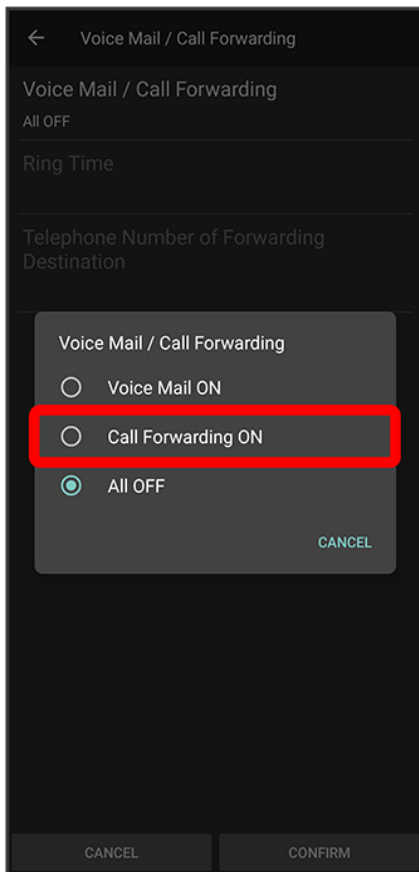 Voice Mail / Call Forwarding
Voice Mail / Call Forwarding
All OFF
Ring Time
Telephone Number of Forwarding
Destination
Voice Mail / Call Forwarding
Voice Mail ON
Call Forwarding ON
All OFF
CANCEL
CANCEL
CONFIRM